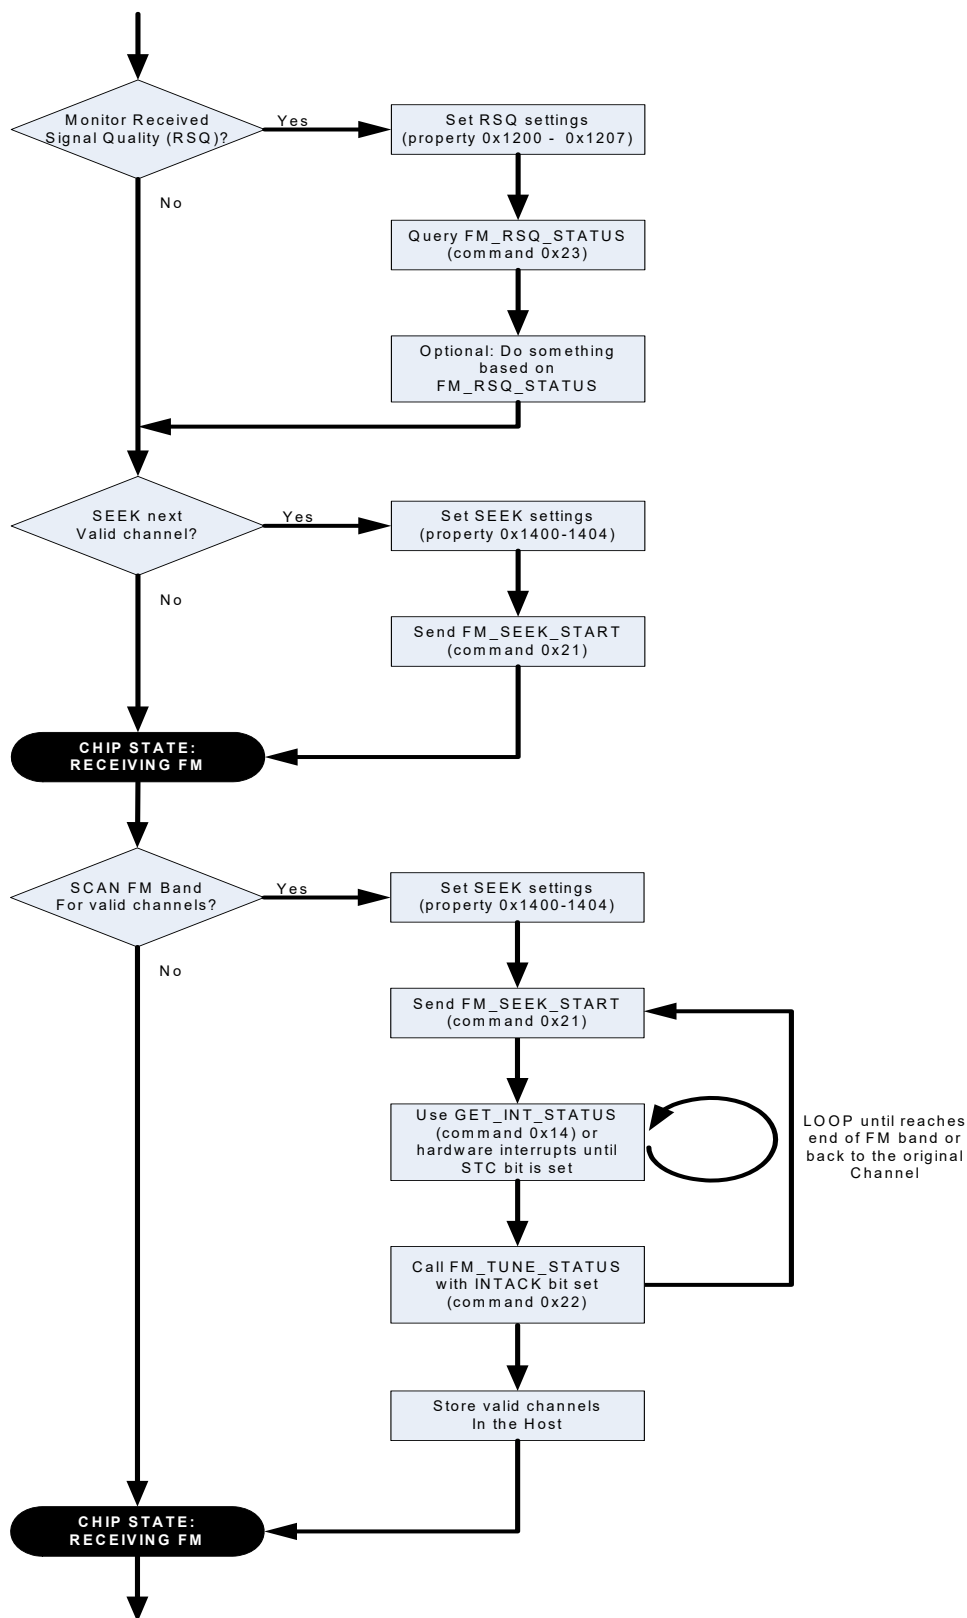 Monitor Received
Signal Quality (RSQ)?
Yes
Set RSQ settings
(property 0x1200 - 0x1207)
No
Query FM_RSQ_STATUS
(command 0x23)
Optional: Do something
based on
FM_RSQ_STATUS
SEEK next
Valid channel?
Yes
Set SEEK settings
(property 0x1400-1404)
No
Send FM_SEEK_START
(command 0x21)
CHIP STATE:
RECEIVING FM
SCAN FM Band
For valid channels?
Yes
Set SEEK settings
(property 0x1400-1404)
No
Send FM_SEEK_START
(command 0x21)
Use GET_INT_STATUS
(command 0x14) or
hardware interrupts until
STC bit is set
LOOP until reaches
end of FM band or
back to the original
Channel
Call FM_TUNE_STATUS
with INTACK bit set
(command 0x22)
Store valid channels
In the Host
CHIP STATE:
RECEIVING FM